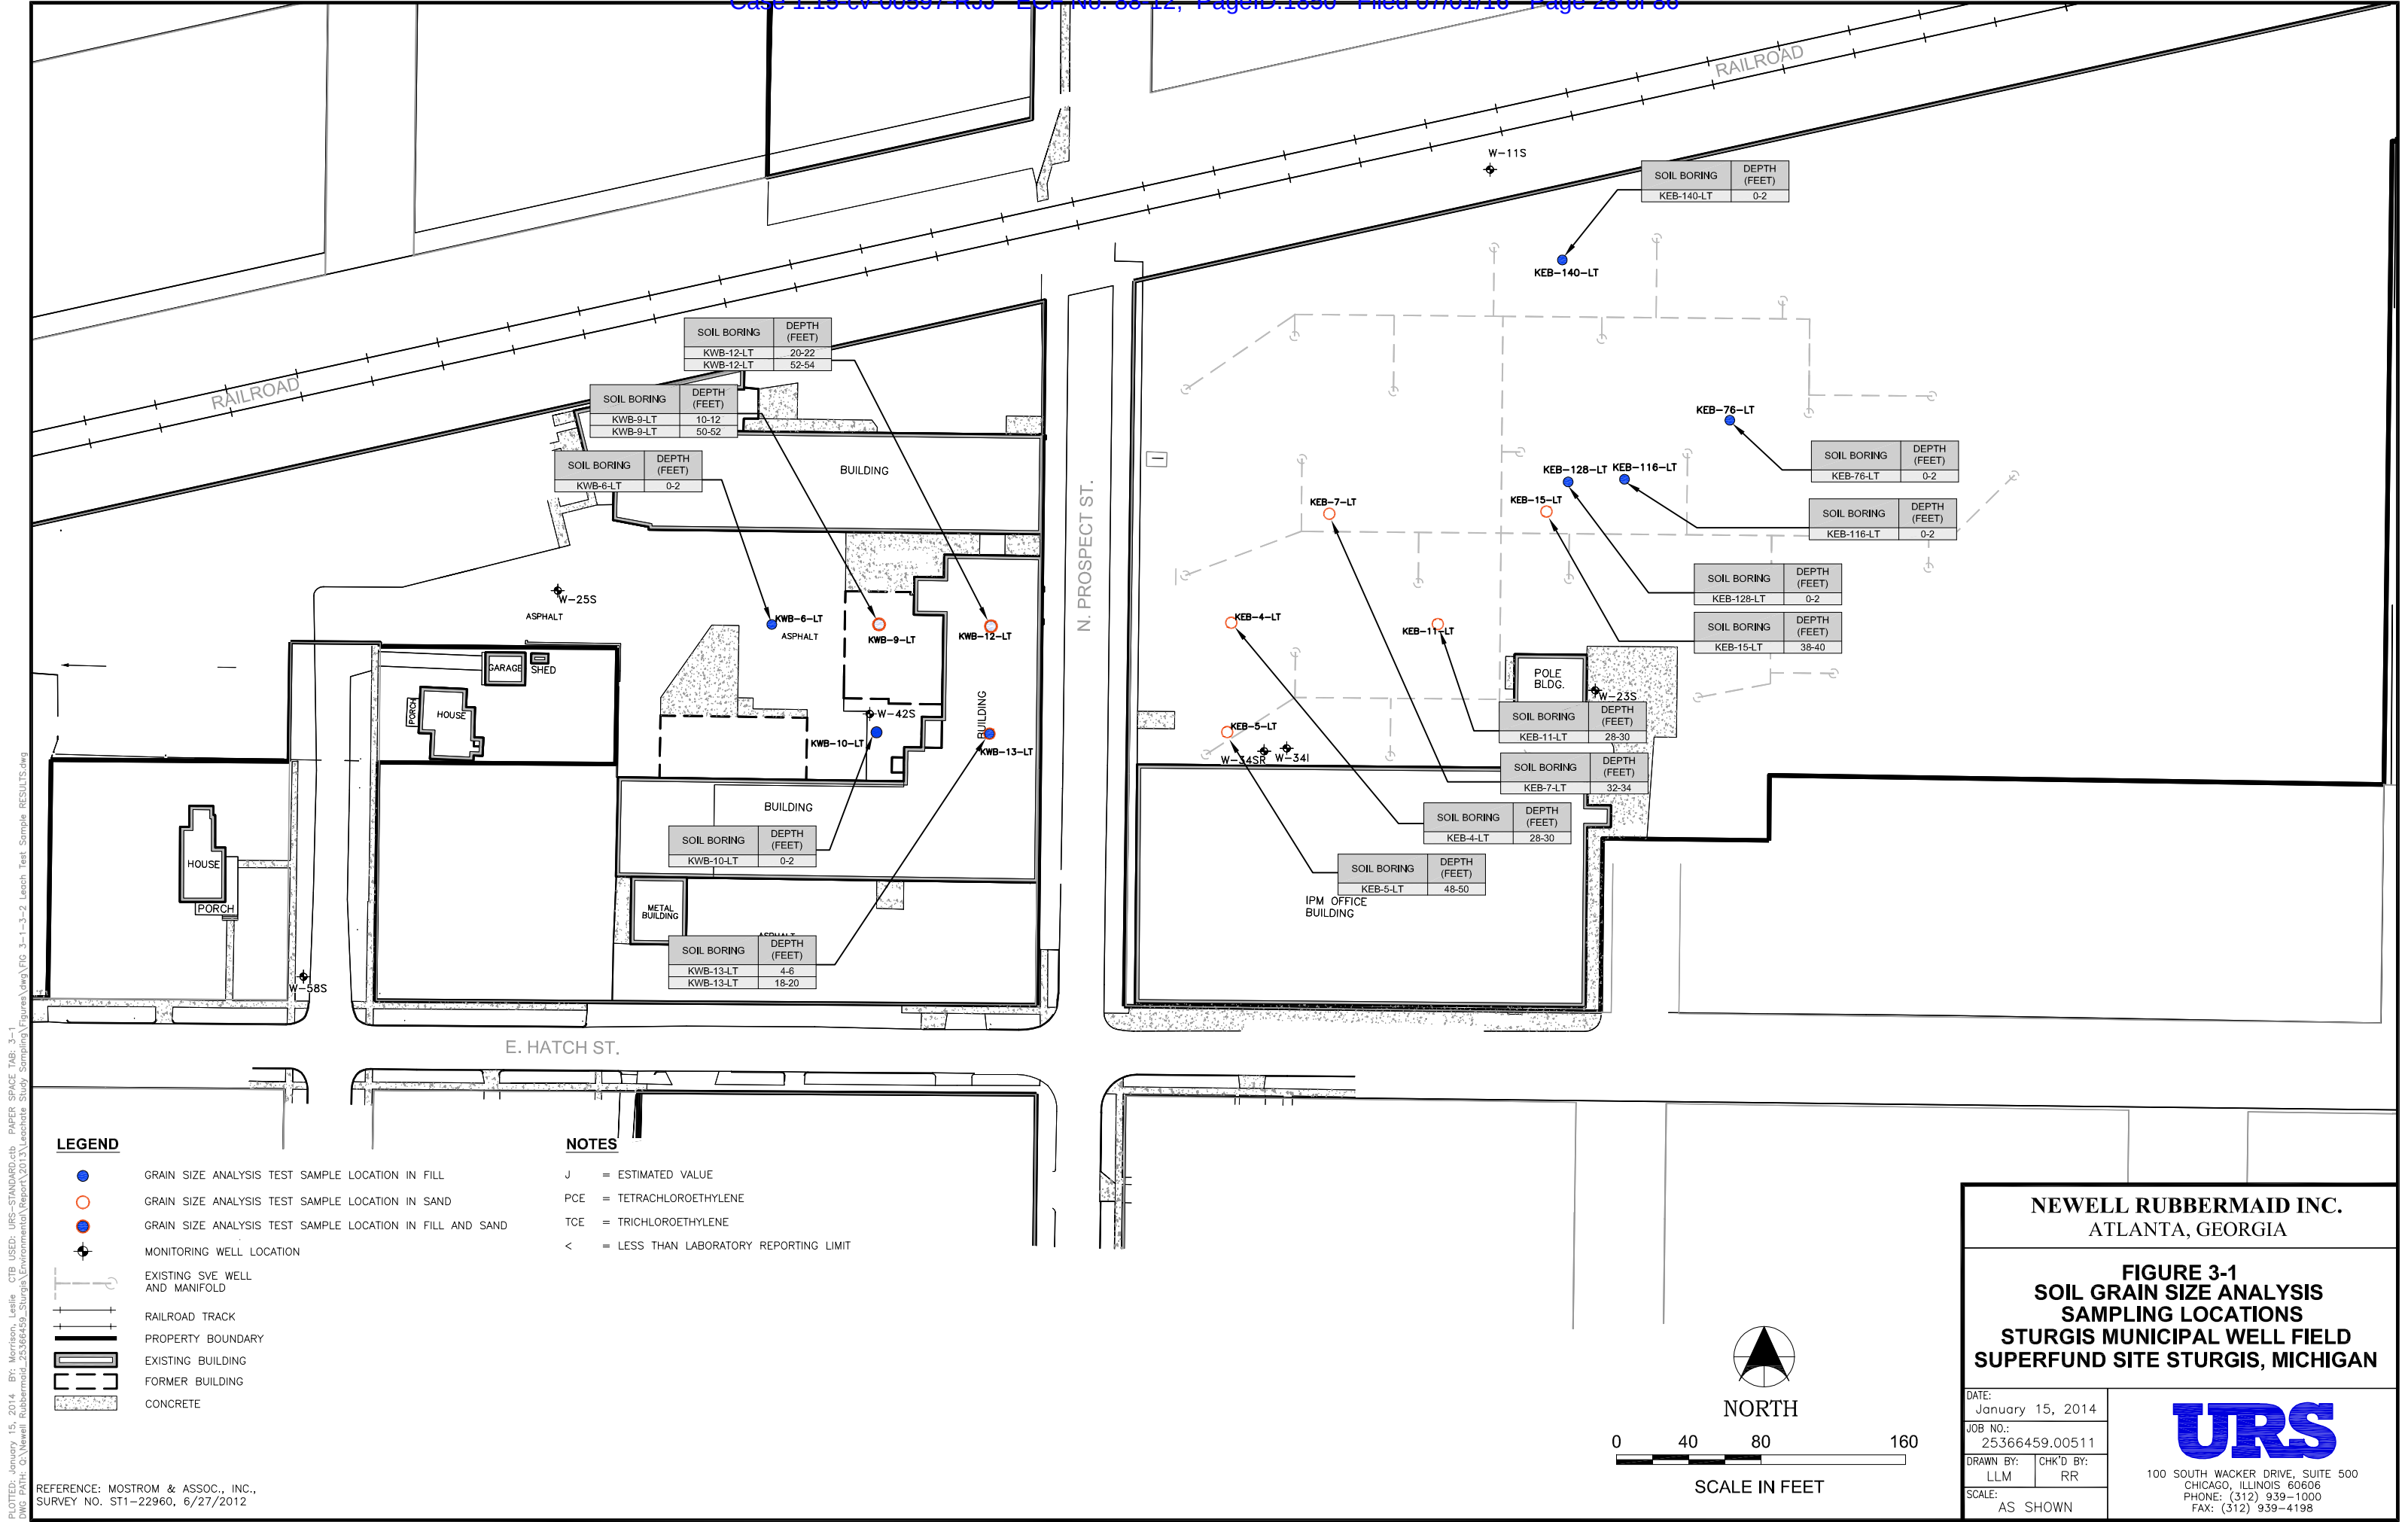 RAILROAD
W-11S
SOIL BORING DEPTH (FEET)
KEB-140-LT 0-2
KEB-140-LT
SOIL BORING DEPTH (FEET)
KWB-12-LT 20-22
KWB-12-LT 52-54
RAILROAD
SOIL BORING DEPTH (FEET)
KWB-9-LT 10-12
KWB-9-LT 50-52
SOIL BORING DEPTH (FEET)
KWB-6-LT 0-2
BUILDING
N. PROSPECT ST.
KEB-76-LT
SOIL BORING DEPTH (FEET)
KEB-76-LT 0-2
KEB-128-LT KEB-116-LT
KEB-7-LT
KEB-15-LT
SOIL BORING DEPTH (FEET)
KEB-116-LT 0-2
SOIL BORING DEPTH (FEET)
KEB-128-LT 0-2
SOIL BORING DEPTH (FEET)
KEB-15-LT 38-40
W-25S
ASPHALT
KWB-6-LT
ASPHALT
KWB-9-LT
KWB-12-LT
KEB-4-LT
KEB-11-LT
GARAGE
SHED
HOUSE
PORCH
POLE
BLDG.
W-23S
W-42S
BUILDING
KWB-10-LT
KWB-13-LT
KEB-5-LT
W-34SR W-34I
SOIL BORING DEPTH (FEET)
KEB-11-LT 28-30
SOIL BORING DEPTH (FEET)
KEB-7-LT 32-34
SOIL BORING DEPTH (FEET)
KEB-4-LT 28-30
SOIL BORING DEPTH (FEET)
KEB-5-LT 48-50
IPM OFFICE
BUILDING
BUILDING
SOIL BORING DEPTH (FEET)
KWB-10-LT 0-2
HOUSE
PORCH
METAL
BUILDING
ASPHALT
SOIL BORING DEPTH (FEET)
KWB-13-LT 4-6
KWB-13-LT 18-20
W-58S
E. HATCH ST.
LEGEND
GRAIN SIZE ANALYSIS TEST SAMPLE LOCATION IN FILL
GRAIN SIZE ANALYSIS TEST SAMPLE LOCATION IN SAND
GRAIN SIZE ANALYSIS TEST SAMPLE LOCATION IN FILL AND SAND
MONITORING WELL LOCATION
EXISTING SVE WELL
AND MANIFOLD
RAILROAD TRACK
PROPERTY BOUNDARY
EXISTING BUILDING
FORMER BUILDING
CONCRETE
NOTES
J = ESTIMATED VALUE
PCE = TETRACHLOROETHYLENE
TCE = TRICHLOROETHYLENE
< = LESS THAN LABORATORY REPORTING LIMIT
REFERENCE: MOSTROM & ASSOC., INC.,
SURVEY NO. ST1-22960, 6/27/2012
NORTH
0 40 80 160
SCALE IN FEET
NEWELL RUBBERMAID INC.
ATLANTA, GEORGIA
FIGURE 3-1
SOIL GRAIN SIZE ANALYSIS
SAMPLING LOCATIONS
STURGIS MUNICIPAL WELL FIELD
SUPERFUND SITE STURGIS, MICHIGAN
DATE:
January 15, 2014
JOB NO.:
25366459.00511
DRAWN BY: CHK'D BY:
LLM RR
SCALE:
AS SHOWN
URS
100 SOUTH WACKER DRIVE, SUITE 500
CHICAGO, ILLINOIS 60606
PHONE: (312) 939-1000
FAX: (312) 939-4198
PLOTTED: January 15, 2014 BY: Morrison, Leslie CTB USED: URS-STANDARD.ctb PAPER SPACE TAB: 3-1